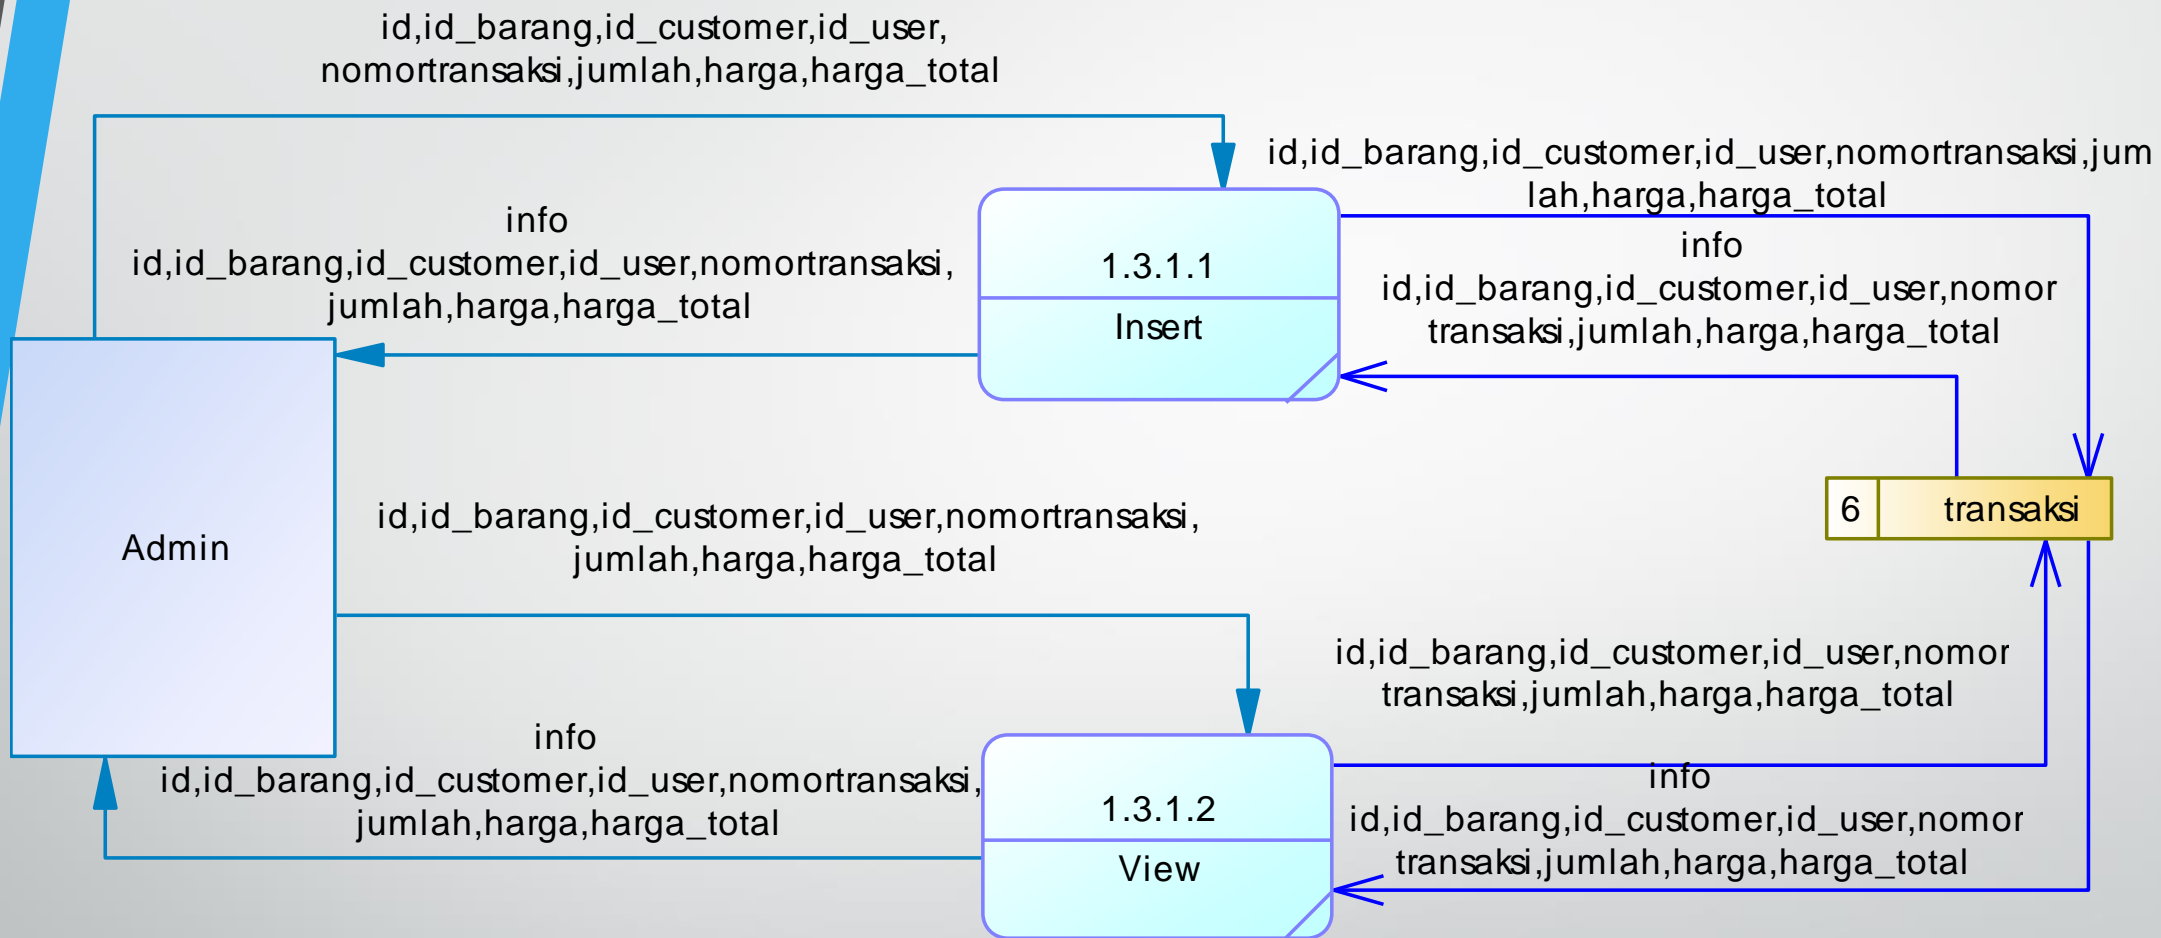 id,id_barang,id_customer,id_user,
nomortransaksi,jumlah,harga,harga_total
id,id_barang,id_customer,id_user,nomortransaksi,jum
lah,harga,harga_total
info
id,id_barang,id_customer,id_user,nomortransaksi,
jumlah,harga,harga_total
1.3.1.1
Insert
info
id,id_barang,id_customer,id_user,nomor
transaksi,jumlah,harga,harga_total
Admin
id,id_barang,id_customer,id_user,nomortransaksi,
jumlah,harga,harga_total
6 transaksi
id,id_barang,id_customer,id_user,nomor
transaksi,jumlah,harga,harga_total
info
id,id_barang,id_customer,id_user,nomortransaksi,
jumlah,harga,harga_total
1.3.1.2
View
info
id,id_barang,id_customer,id_user,nomor
transaksi,jumlah,harga,harga_total